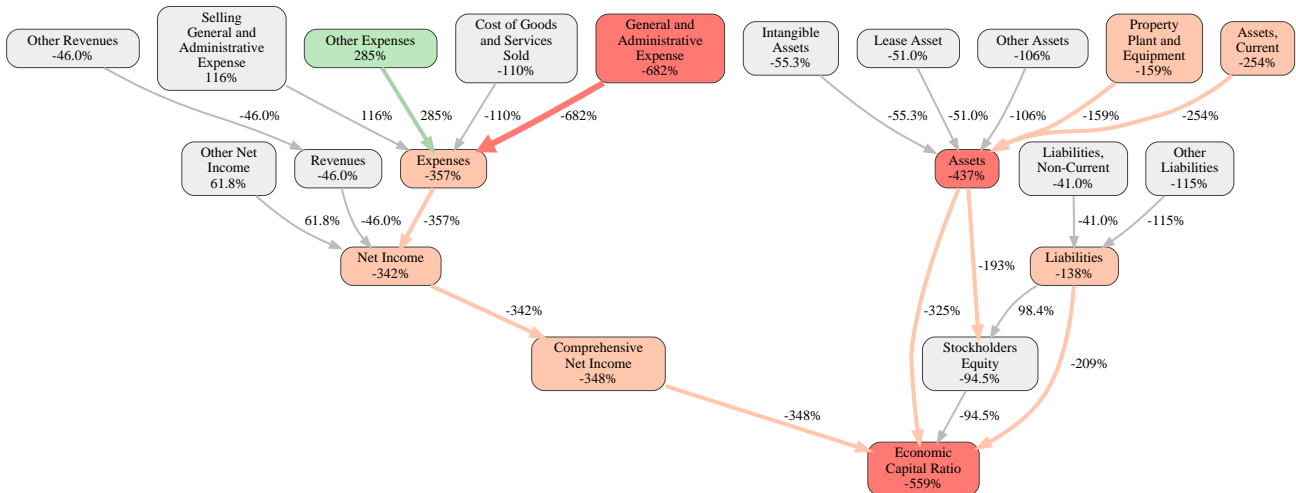 Other Revenues
-46.0%
Selling
General and
Administrative
Expense
116%
Other Expenses
285%
Cost of Goods
and Services
Sold
-110%
General and
Administrative
Expense
-682%
Intangible
Assets
-55.3%
Lease Asset
-51.0%
Other Assets
-106%
Property
Plant and
Equipment
-159%
Assets,
Current
-254%
-46.0%
116%
285%
-110%
-682%
-55.3%
-51.0%
-106%
-159%
-254%
Other Net
Income
61.8%
Revenues
-46.0%
Expenses
-357%
Assets
-437%
Liabilities,
Non-Current
-41.0%
Other
Liabilities
-115%
61.8%
-46.0%
-357%
-41.0%
-115%
Net Income
-342%
-193%
Liabilities
-138%
-342%
-325%
98.4%
Comprehensive
Net Income
-348%
Stockholders
Equity
-94.5%
-209%
-348%
-94.5%
Economic
Capital Ratio
-559%